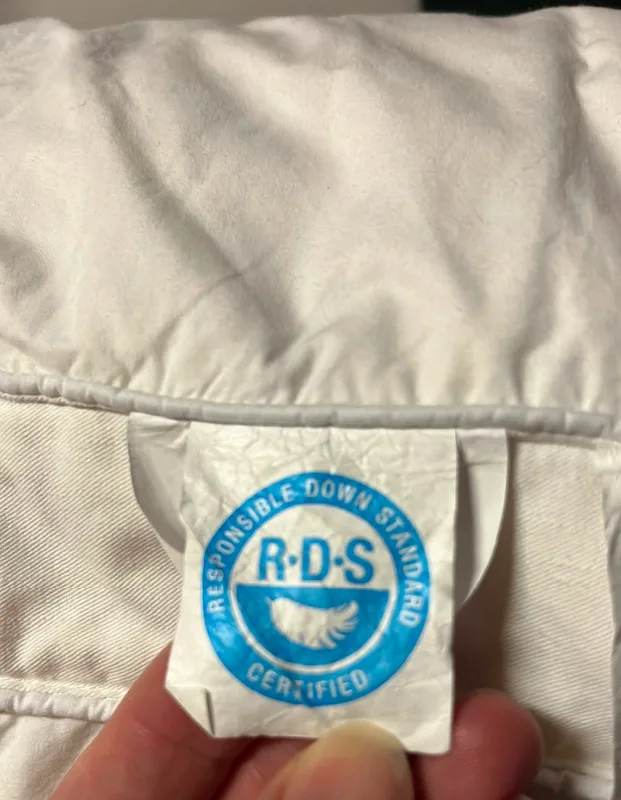 RESPONSIBLE DOWN STANDARD
R·D·S
CERTIFIED